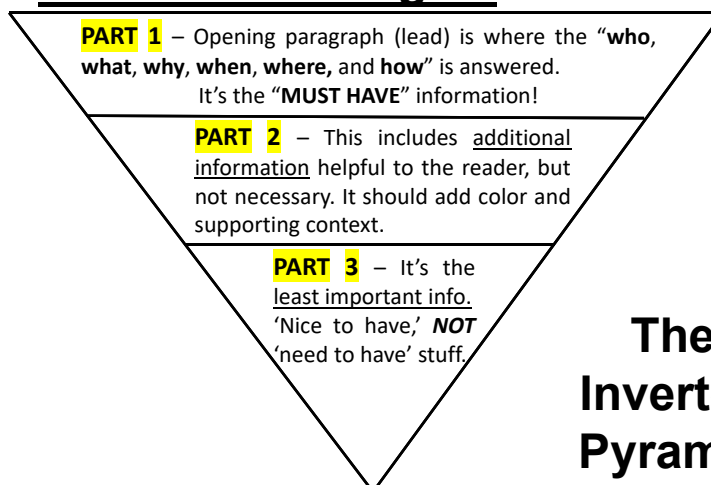 PART 1 – Opening paragraph (lead) is where the “who,
what, why, when, where, and how” is answered.
It’s the “MUST HAVE” information!
PART 2 – This includes additional
information helpful to the reader, but
not necessary. It should add color and
supporting context.
PART 3 – It’s the
least important info.
‘Nice to have,’ NOT
‘need to have’ stuff.
The
Invert
Pyram